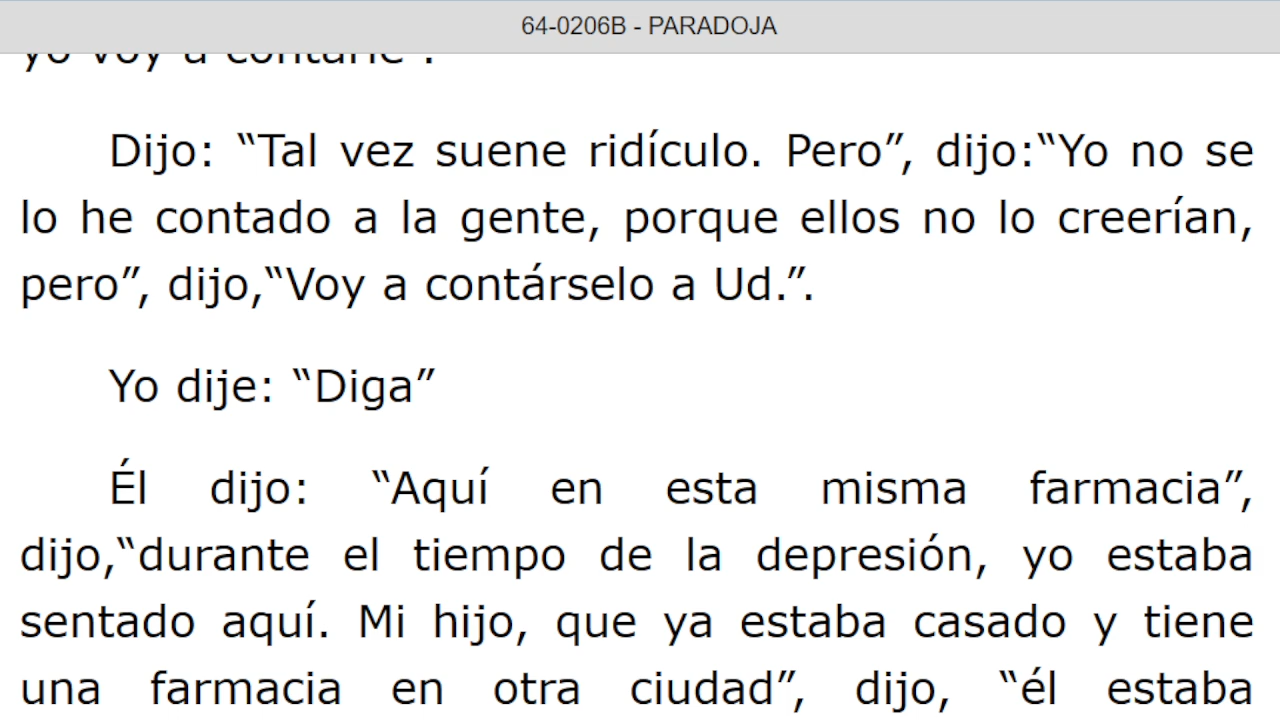 64-0206B - PARADOJA
yo voy a contarle".
Dijo: “Tal vez suene ridículo. Pero”, dijo:“Yo no se
lo he contado a la gente, porque ellos no lo creerían,
pero”, dijo,“Voy a contárselo a Ud.”.
Yo dije: “Diga”
Él dijo: “Aquí en esta misma farmacia”,
dijo,“durante el tiempo de la depresión, yo estaba
sentado aquí. Mi hijo, que ya estaba casado y tiene
una farmacia en otra ciudad”, dijo, “él estaba